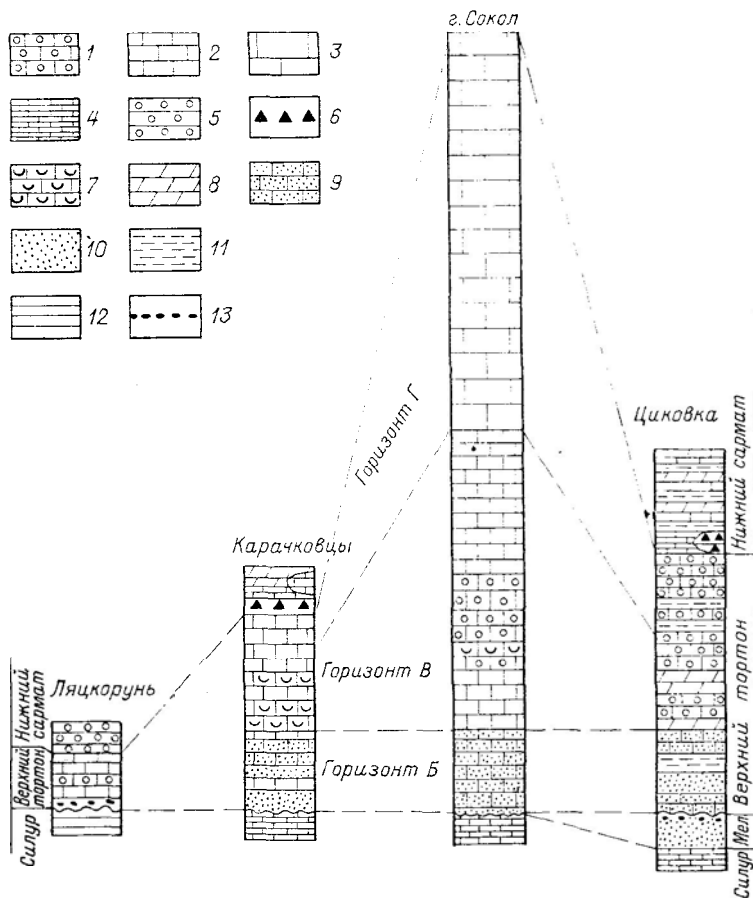 г. Сокол
1
2
3
4
5
6
7
8
9
10
11
12
13
Горизонт Г
Циковка
Нижний сармат
Верхний тортон
Мел
Силур
Карачковцы
Горизонт В
Горизонт Б
Ляцкорунь
Нижний
сармат
Верхний
тортон
Силур